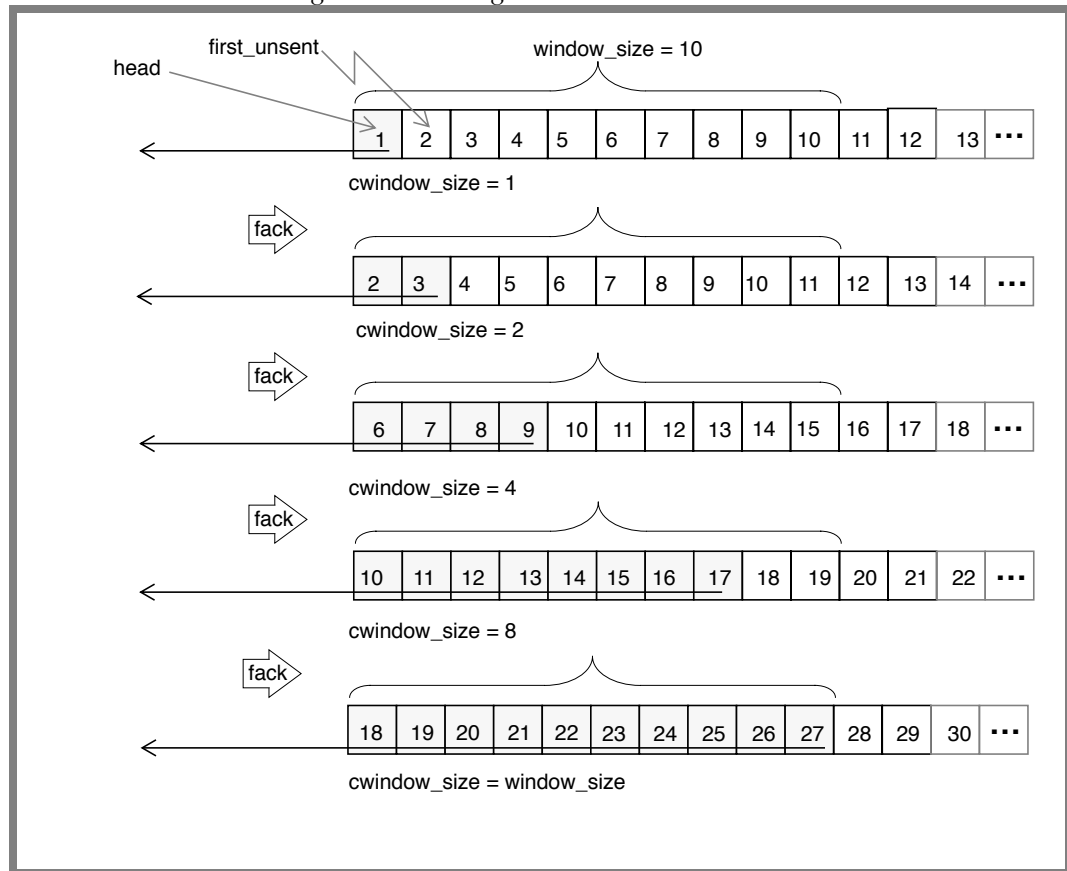 first_unsent
window_size = 10
head
1 2 3 4 5 6 7 8 9 10 11 12 13 ...
cwindow_size = 1
fack
2 3 4 5 6 7 8 9 10 11 12 13 14 ...
cwindow_size = 2
fack
6 7 8 9 10 11 12 13 14 15 16 17 18 ...
cwindow_size = 4
fack
10 11 12 13 14 15 16 17 18 19 20 21 22 ...
cwindow_size = 8
fack
18 19 20 21 22 23 24 25 26 27 28 29 30 ...
cwindow_size = window_size